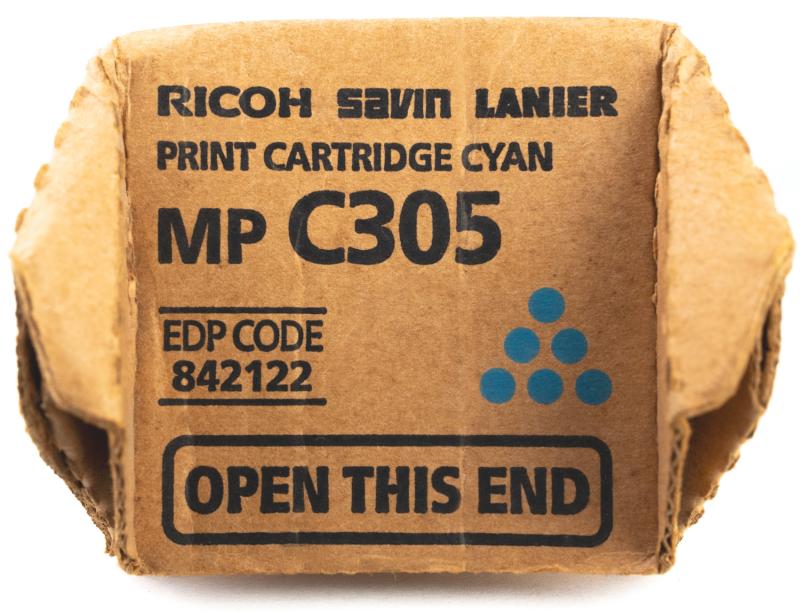 RICOH savin LANIER
PRINT CARTRIDGE CYAN
MP C305
EDP CODE
842122
OPEN THIS END